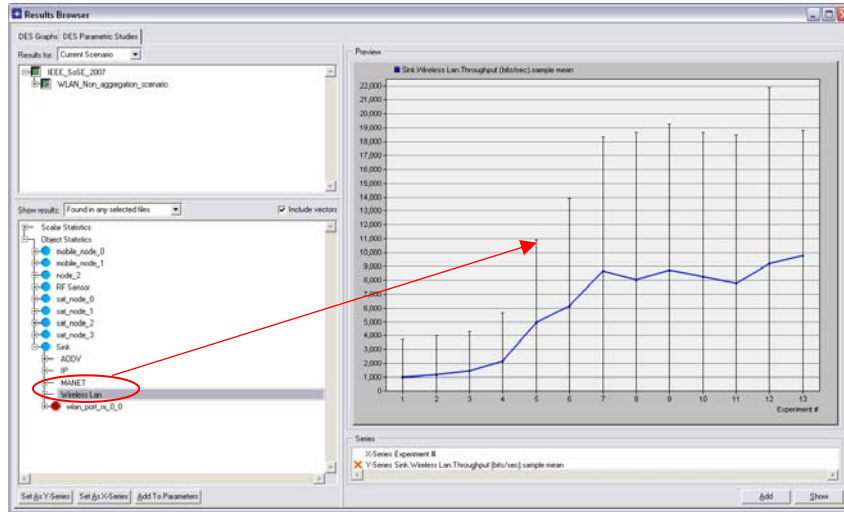 Results Browser
DES Graphs DES Parametric Studies
Results for: Current Scenario
IEEE_SoSE_2007
WLAN_Non_aggregation_scenario
Show results: Found in any selected files
Include vectors
Scalar Statistics
Object Statistics
mobile_node_0
mobile_node_1
node_2
RF Sensor
sat_node_0
sat_node_1
sat_node_2
sat_node_3
Sink
AODV
IP
MANET
Wireless Lan
wlan_port_rx_0_0
Set As Y-Series Set As X-Series Add To Parameters
Preview
Sink.Wireless Lan.Throughput (bits/sec).sample mean
22,000
21,000
20,000
19,000
18,000
17,000
16,000
15,000
14,000
13,000
12,000
11,000
10,000
9,000
8,000
7,000
6,000
5,000
4,000
3,000
2,000
1,000
0
1 2 3 4 5 6 7 8 9 10 11 12 13
Experiment #
Series
X-Series Experiment #
Y-Series Sink.Wireless Lan.Throughput (bits/sec).sample mean
Add Show